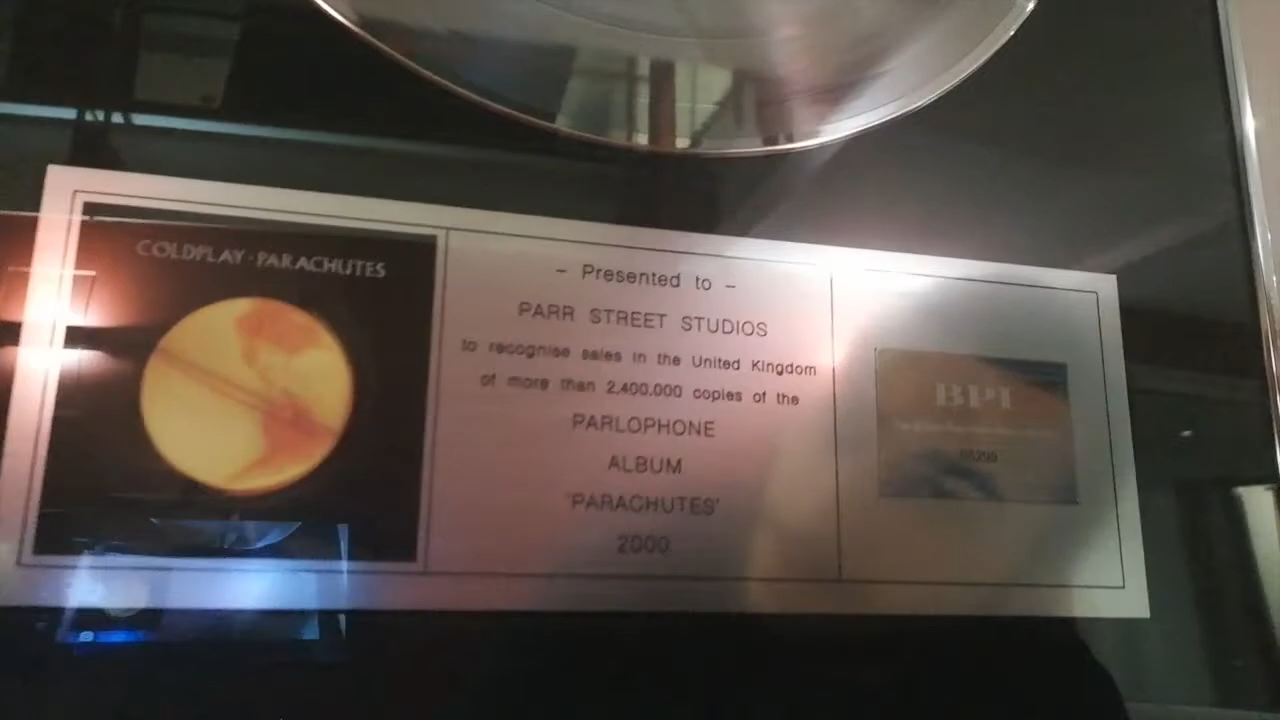 COLDPLAY · PARACHUTES
– Presented to –
PARR STREET STUDIOS
to recognise sales in the United Kingdom
of more than 2,400,000 copies of the
PARLOPHONE
ALBUM
'PARACHUTES'
2000
BPI